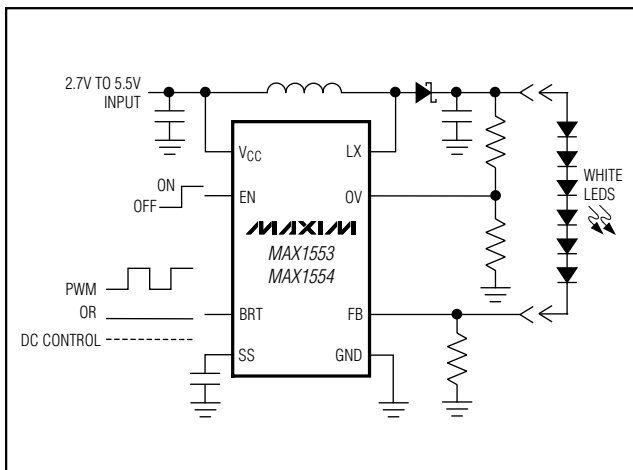 2.7V TO 5.5V
INPUT
VCC
LX
ON
OFF
EN
OV
WHITE
LEDS
MAXIM
MAX1553
MAX1554
PWM
OR
DC CONTROL
BRT
FB
SS
GND